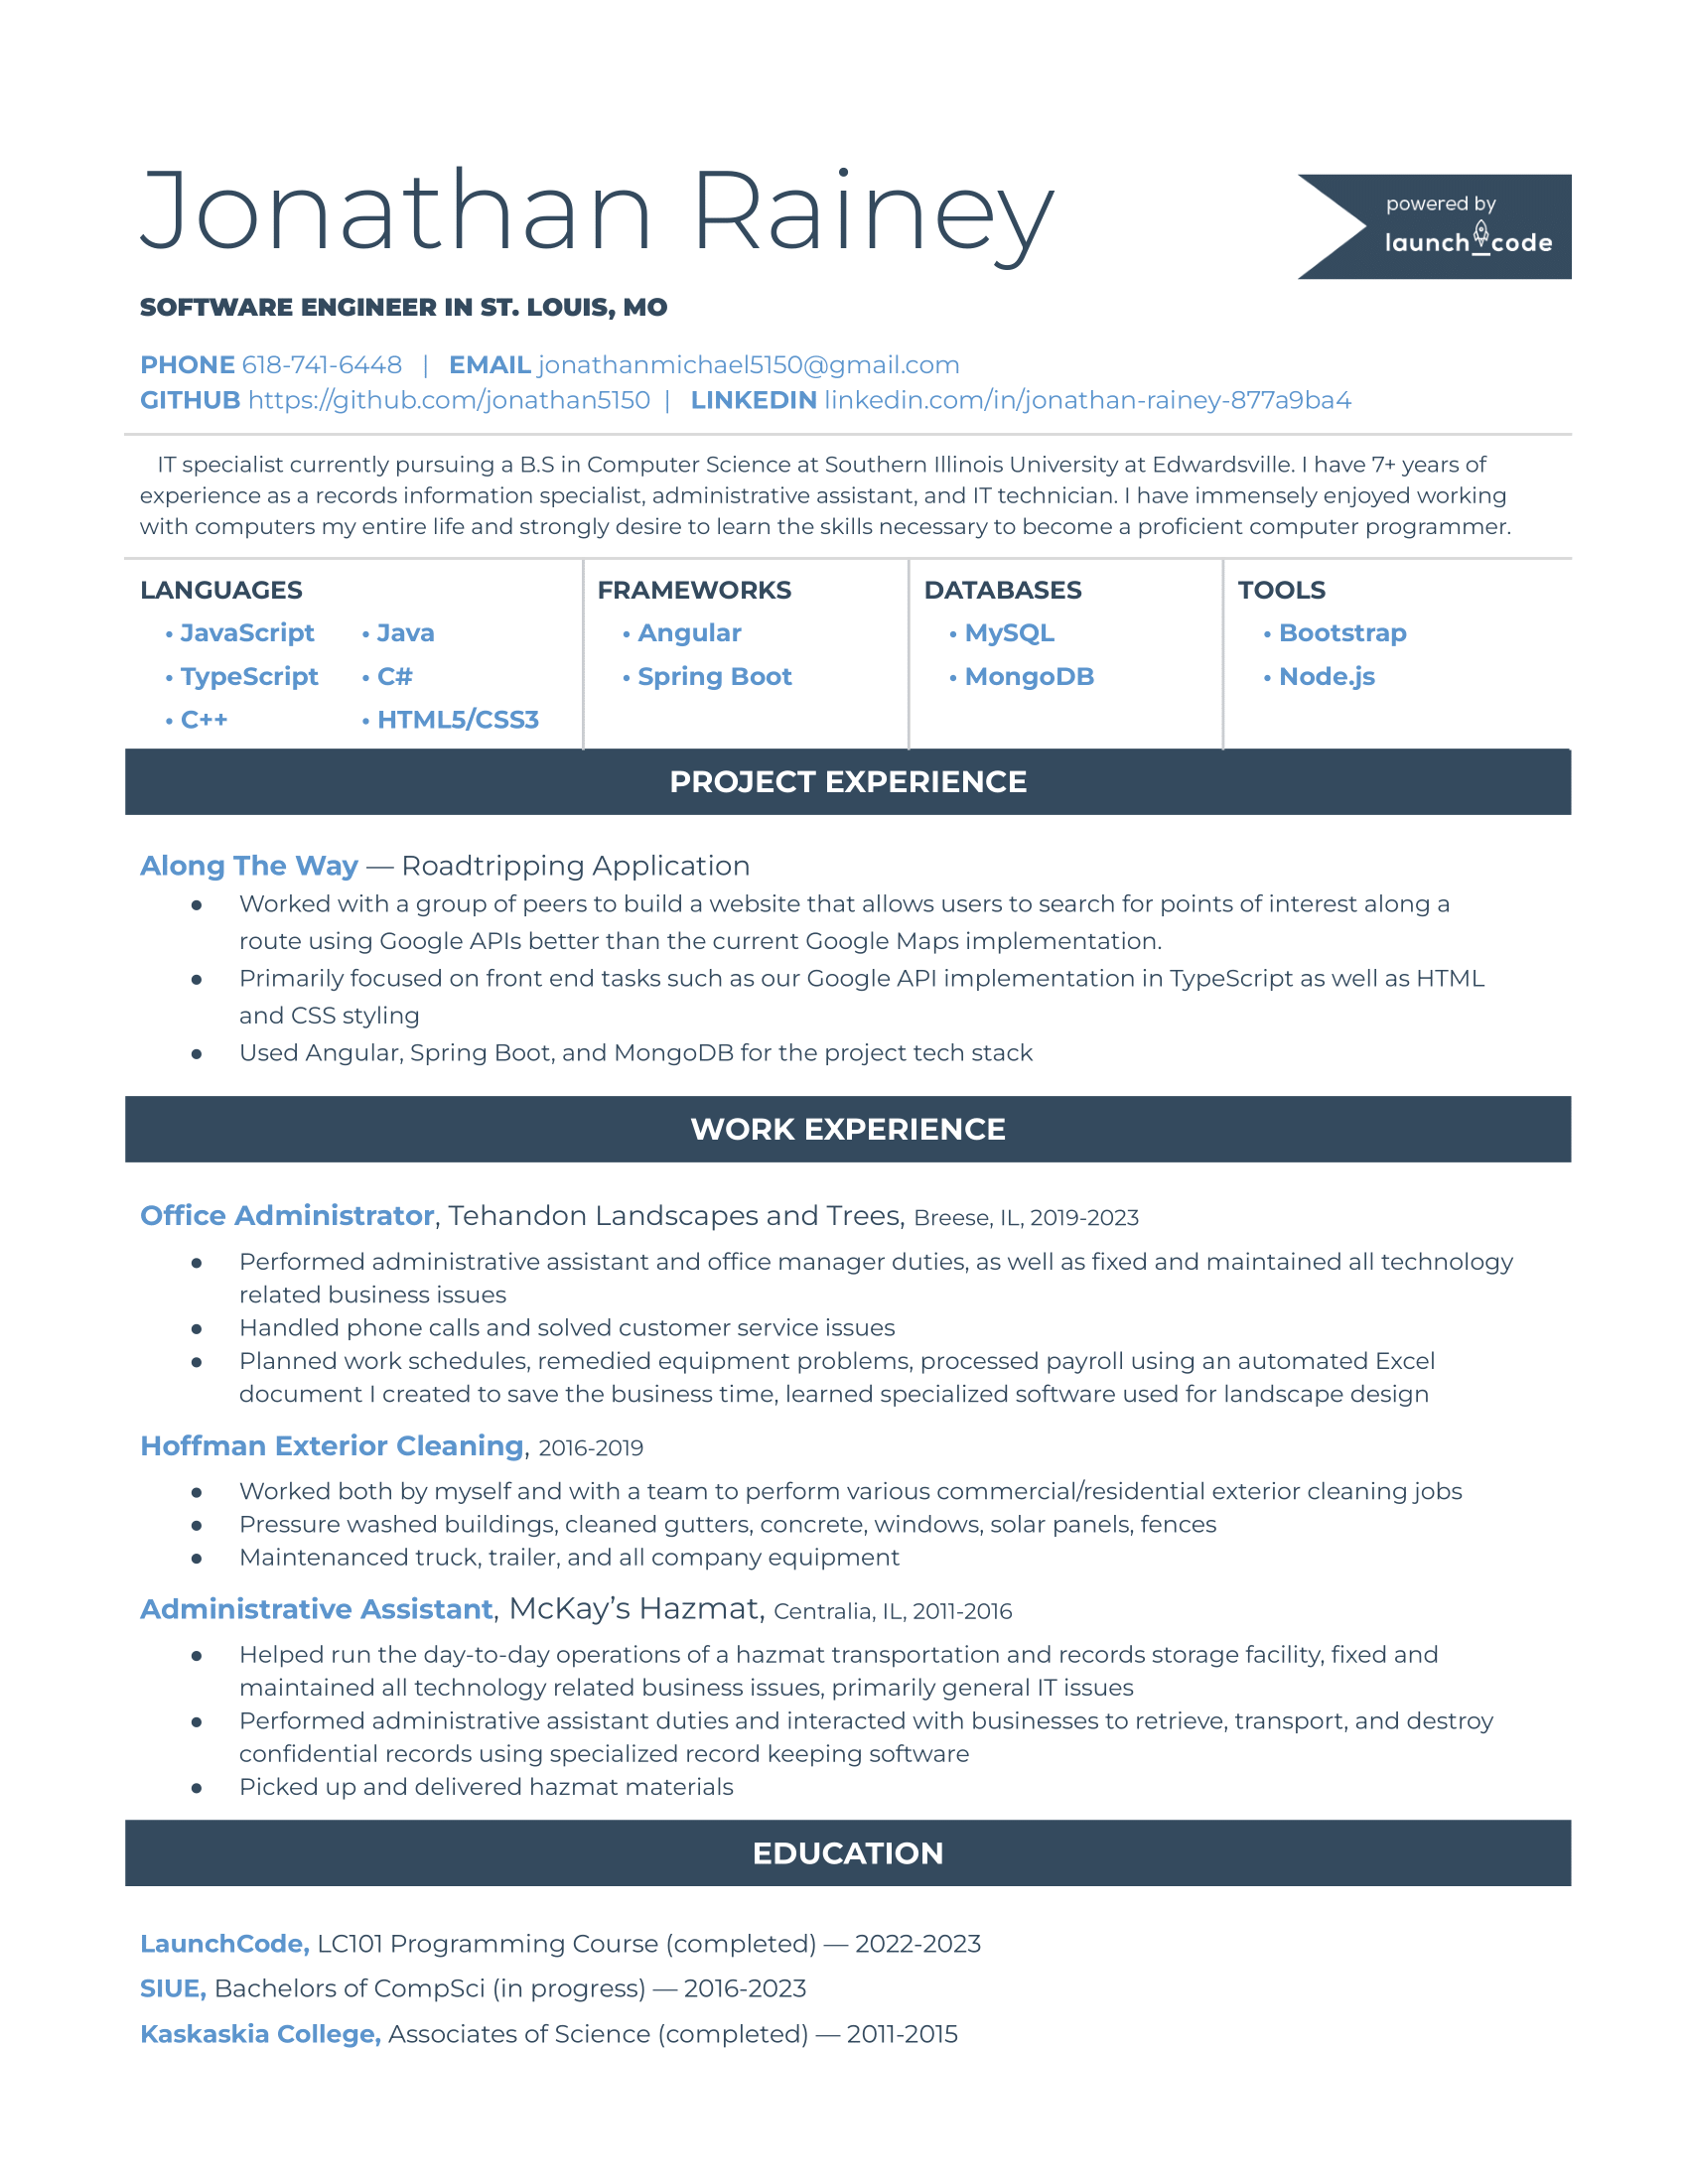 Jonathan Rainey
powered by
launch code
SOFTWARE ENGINEER IN ST. LOUIS, MO
PHONE 618-741-6448 | EMAIL jonathanmichael5150@gmail.com
GITHUB https://github.com/jonathan5150 | LINKEDIN linkedin.com/in/jonathan-rainey-877a9ba4
IT specialist currently pursuing a B.S in Computer Science at Southern Illinois University at Edwardsville. I have 7+ years of
experience as a records information specialist, administrative assistant, and IT technician. I have immensely enjoyed working
with computers my entire life and strongly desire to learn the skills necessary to become a proficient computer programmer.
LANGUAGES
• JavaScript • Java
• TypeScript • C#
• C++ • HTML5/CSS3
FRAMEWORKS
• Angular
• Spring Boot
DATABASES
• MySQL
• MongoDB
TOOLS
• Bootstrap
• Node.js
PROJECT EXPERIENCE
Along The Way — Roadtripping Application
● Worked with a group of peers to build a website that allows users to search for points of interest along a
route using Google APIs better than the current Google Maps implementation.
● Primarily focused on front end tasks such as our Google API implementation in TypeScript as well as HTML
and CSS styling
● Used Angular, Spring Boot, and MongoDB for the project tech stack
WORK EXPERIENCE
Office Administrator, Tehandon Landscapes and Trees, Breese, IL, 2019-2023
● Performed administrative assistant and office manager duties, as well as fixed and maintained all technology
related business issues
● Handled phone calls and solved customer service issues
● Planned work schedules, remedied equipment problems, processed payroll using an automated Excel
document I created to save the business time, learned specialized software used for landscape design
Hoffman Exterior Cleaning, 2016-2019
● Worked both by myself and with a team to perform various commercial/residential exterior cleaning jobs
● Pressure washed buildings, cleaned gutters, concrete, windows, solar panels, fences
● Maintenanced truck, trailer, and all company equipment
Administrative Assistant, McKay’s Hazmat, Centralia, IL, 2011-2016
● Helped run the day-to-day operations of a hazmat transportation and records storage facility, fixed and
maintained all technology related business issues, primarily general IT issues
● Performed administrative assistant duties and interacted with businesses to retrieve, transport, and destroy
confidential records using specialized record keeping software
● Picked up and delivered hazmat materials
EDUCATION
LaunchCode, LC101 Programming Course (completed) — 2022-2023
SIUE, Bachelors of CompSci (in progress) — 2016-2023
Kaskaskia College, Associates of Science (completed) — 2011-2015